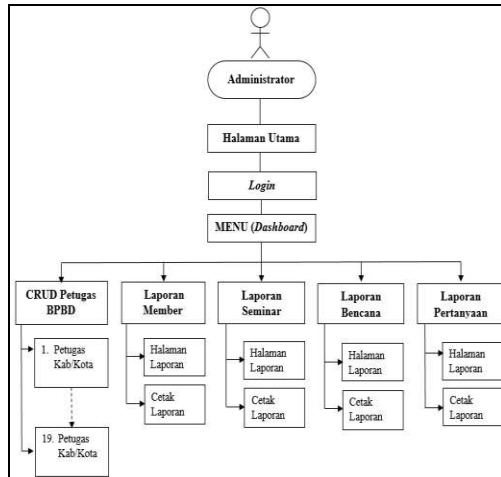 Administrator
Halaman Utama
Login
MENU (Dashboard)
CRUD Petugas
BPBD
Laporan
Member
Laporan
Seminar
Laporan
Bencana
Laporan
Pertanyaan
1. Petugas
Kab/Kota
Halaman
Laporan
Halaman
Laporan
Halaman
Laporan
Halaman
Laporan
Cetak
Laporan
Cetak
Laporan
Cetak
Laporan
Cetak
Laporan
19. Petugas
Kab/Kota